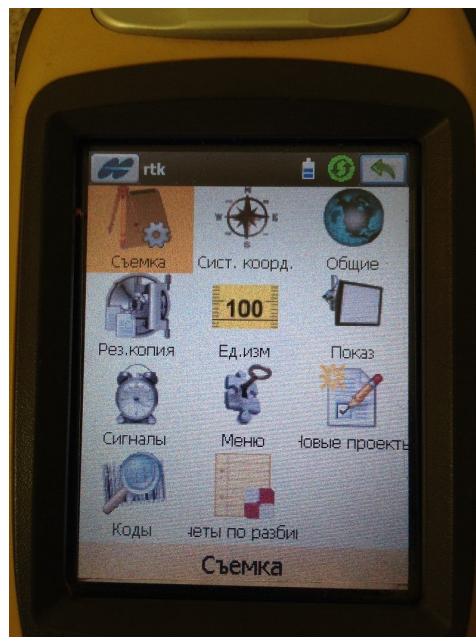 rtk
N
W E
S
Съемка Сист. коорд. Общие
100
Рез.копия Ед.изм Показ
Сигналы Меню Новые проекты
Коды четы по разбив
Съемка